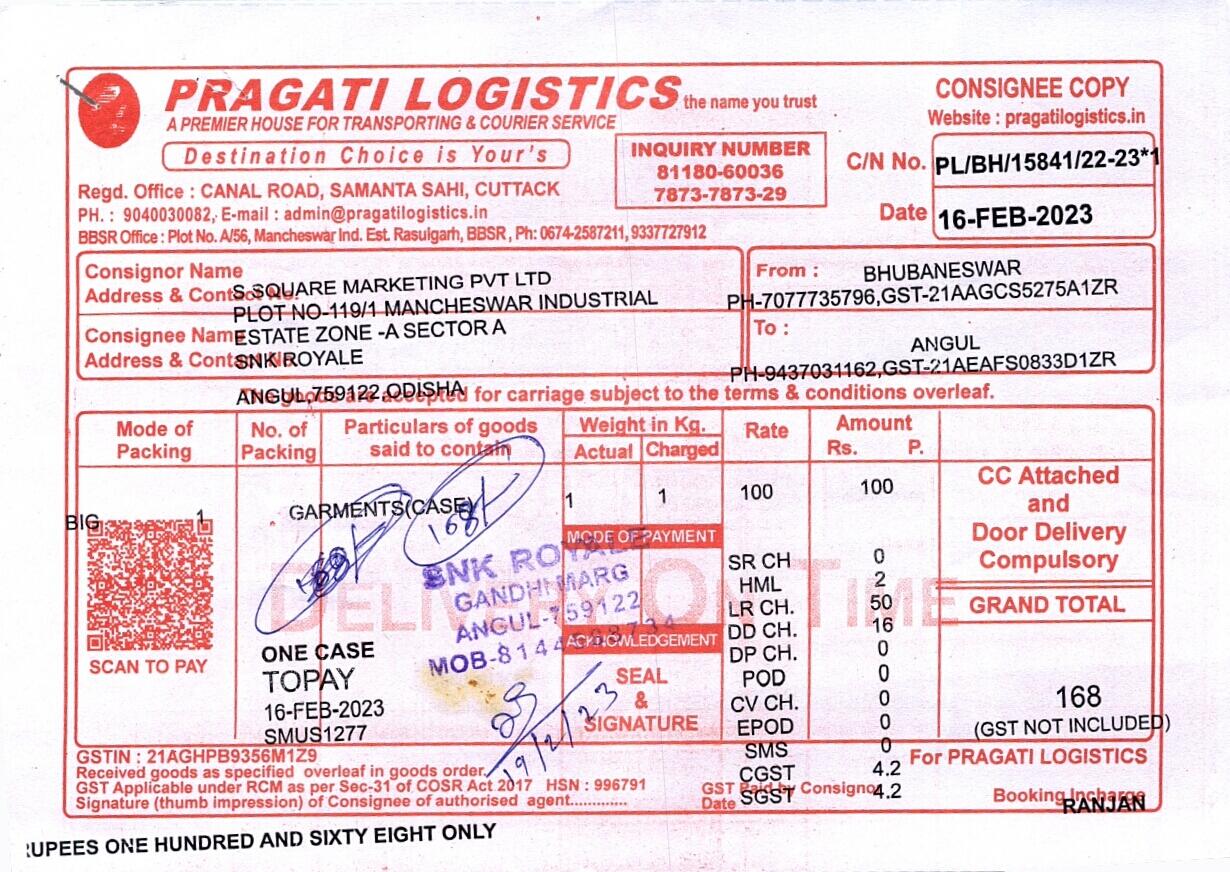 PRAGATI LOGISTICS the name you trust
A PREMIER HOUSE FOR TRANSPORTING & COURIER SERVICE
Destination Choice is Your's
Regd. Office : CANAL ROAD, SAMANTA SAHI, CUTTACK
PH. : 9040030082, E-mail : admin@pragatilogistics.in
BBSR Office : Plot No. A/56, Mancheswar Ind. Est. Rasulgarh, BBSR , Ph: 0674-2587211, 9337727912
INQUIRY NUMBER
81180-60036
7873-7873-29
CONSIGNEE COPY
Website : pragatilogistics.in
C/N No. PL/BH/15841/22-23*1
Date 16-FEB-2023
Consignor Name
Address & Contact No.
S SQUARE MARKETING PVT LTD
PLOT NO-119/1 MANCHESWAR INDUSTRIAL
ESTATE ZONE -A SECTOR A
Consignee Name
Address & Contact No.
SNK ROYALE
ANGUL,759122,ODISHA
From : BHUBANESWAR
PH-7077735796,GST-21AAGCS5275A1ZR
To : ANGUL
PH-9437031162,GST-21AEAFS0833D1ZR
The goods are accepted for carriage subject to the terms & conditions overleaf.
Mode of Packing
No. of Packing
Particulars of goods said to contain
Weight in Kg.
Actual Charged
Rate
Amount
Rs. P.
BIG 1 GARMENTS(CASE) 1 1 100 100
168/-
168/-
CC Attached
and
Door Delivery
Compulsory
GRAND TOTAL
168
(GST NOT INCLUDED)
MODE OF PAYMENT
DELIVERY ON TIME
SR CH 0
HML 2
LR CH. 50
DD CH. 16
DP CH. 0
POD 0
CV CH. 0
EPOD 0
SMS 0
CGST 4.2
SGST 4.2
SNK ROYALE
GANDHI MARG
ANGUL-759122
ACKNOWLEDGEMENT
SEAL
&
SIGNATURE
19/2/23
SCAN TO PAY
ONE CASE
TOPAY
16-FEB-2023
SMUS1277
GSTIN : 21AGHPB9356M1Z9
Received goods as specified overleaf in goods order.
GST Applicable under RCM as per Sec-31 of COSR Act 2017 HSN : 996791
Signature (thumb impression) of Consignee of authorised agent.............
GST Paid by Consignor
Date
For PRAGATI LOGISTICS
Booking Incharge
RANJAN
RUPEES ONE HUNDRED AND SIXTY EIGHT ONLY